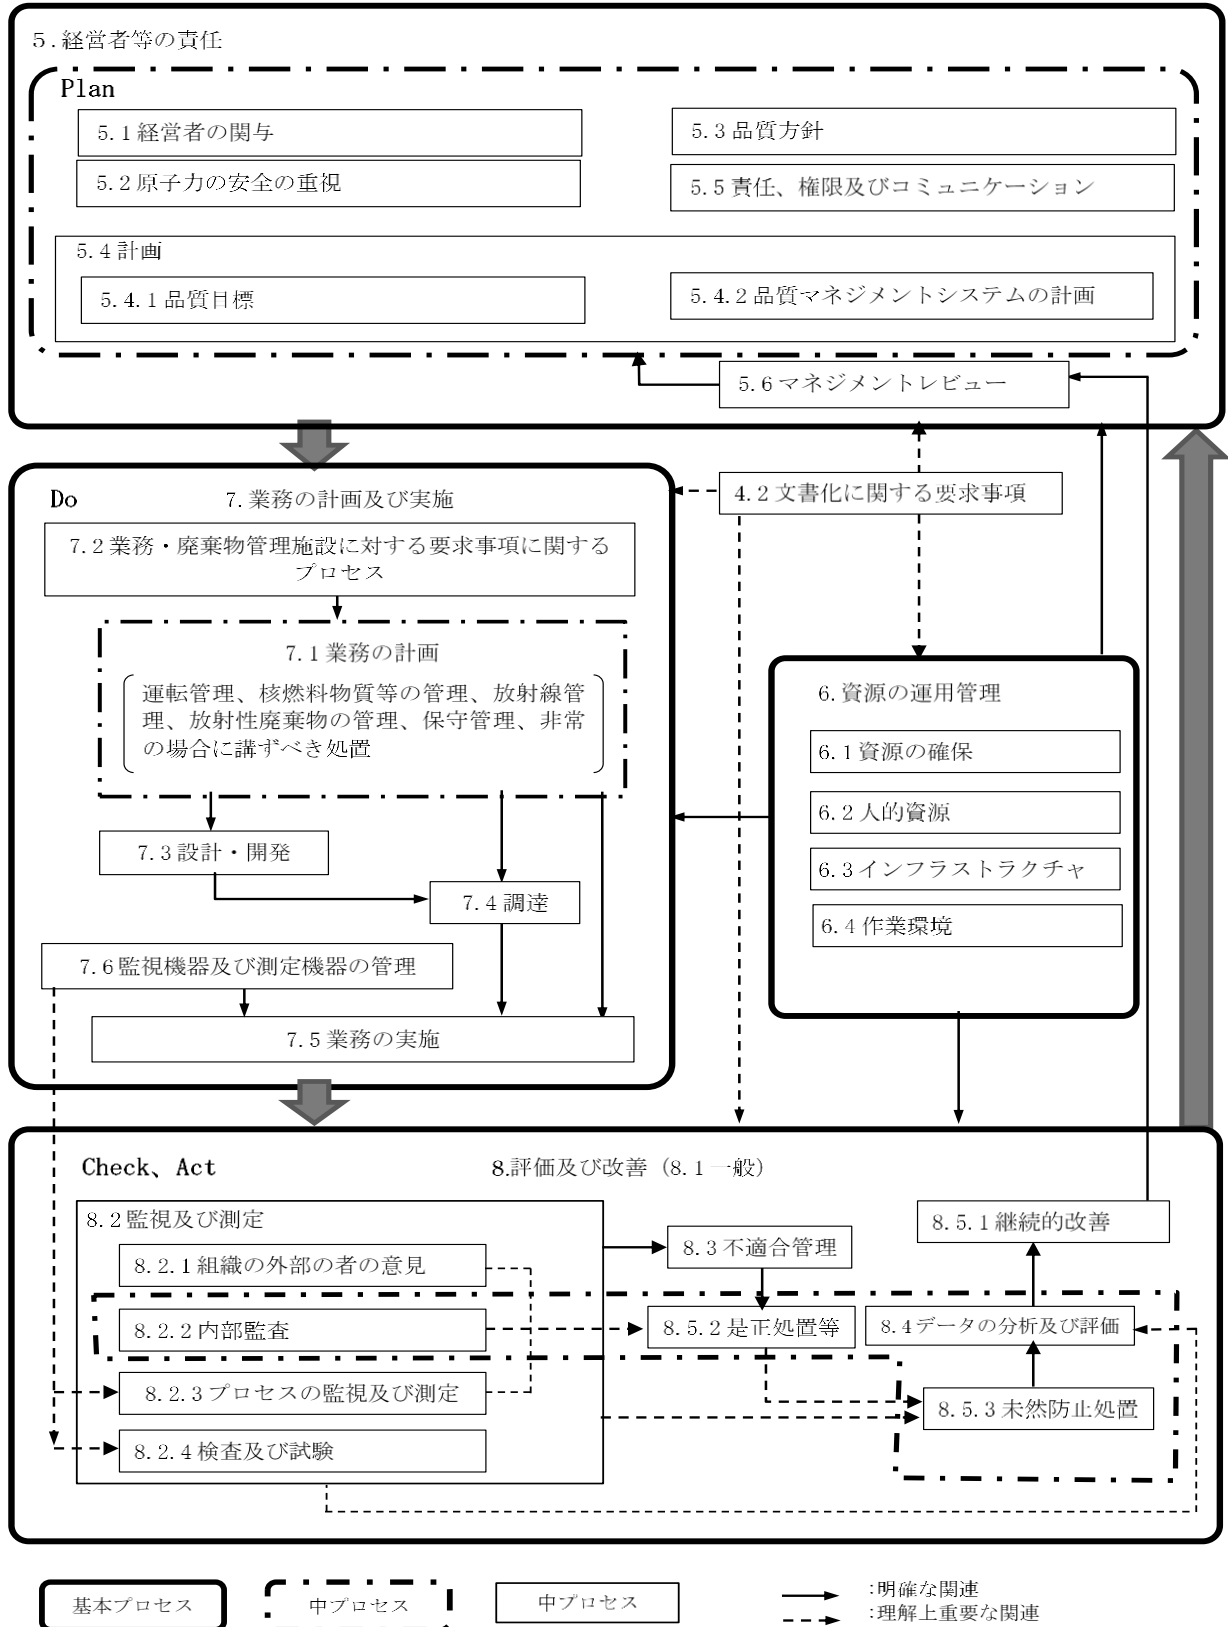 5.経営者等の責任
Plan
5.1経営者の関与
5.3品質方針
5.2原子力の安全の重視
5.5責任、権限及びコミュニケーション
5.4計画
5.4.1品質目標
5.4.2品質マネジメントシステムの計画
5.6マネジメントレビュー
Do
7.業務の計画及び実施
4.2文書化に関する要求事項
7.2業務・廃棄物管理施設に対する要求事項に関する
プロセス
7.1業務の計画
運転管理、核燃料物質等の管理、放射線管
理、放射性廃棄物の管理、保守管理、非常
の場合に講ずべき処置
6.資源の運用管理
6.1資源の確保
6.2人的資源
6.3インフラストラクチャ
6.4作業環境
7.3設計・開発
7.4調達
7.6監視機器及び測定機器の管理
7.5業務の実施
Check、Act
8.評価及び改善（8.1一般）
8.2監視及び測定
8.5.1継続的改善
8.3不適合管理
8.2.1組織の外部の者の意見
8.2.2内部監査
8.5.2是正処置等
8.4データの分析及び評価
8.2.3プロセスの監視及び測定
8.5.3未然防止処置
8.2.4検査及び試験
基本プロセス
中プロセス
中プロセス
:明確な関連
:理解上重要な関連